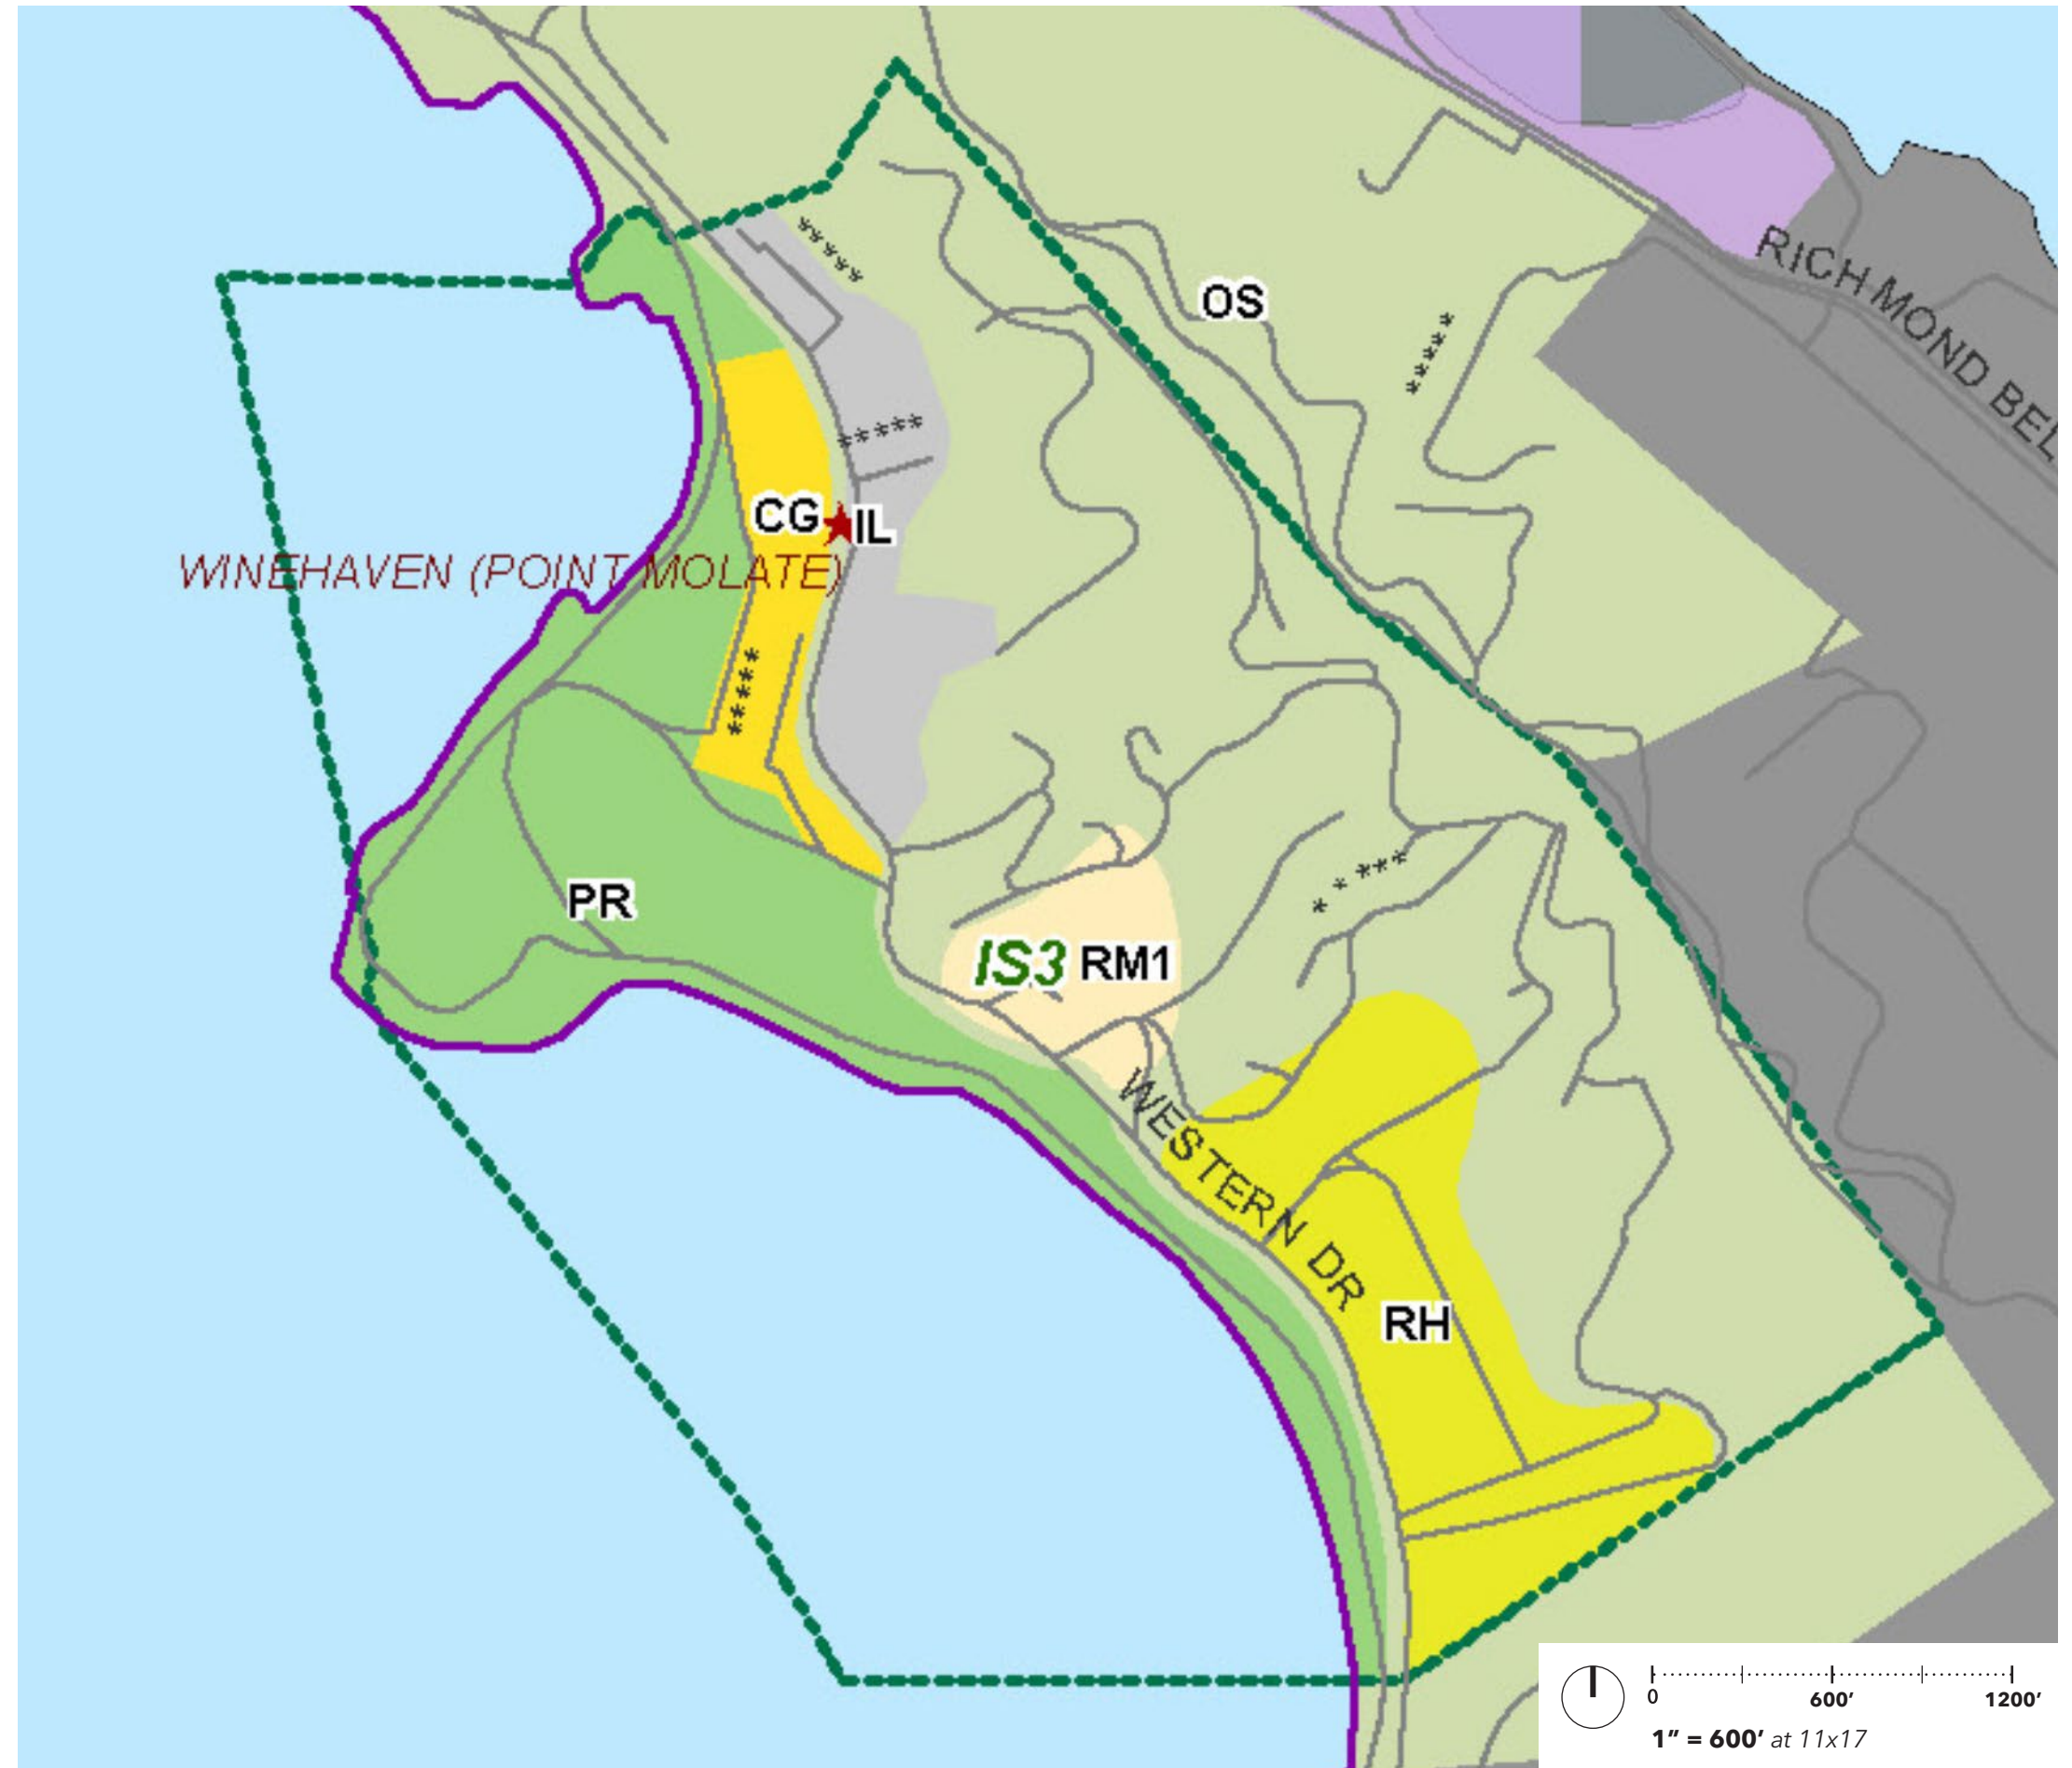 OS
RICHMOND BEL
CG IL
WINEHAVEN (POINT MOLATE)
PR
IS3 RM1
WESTERN DR
RH
0 600’ 1200’
1” = 600’ at 11x17